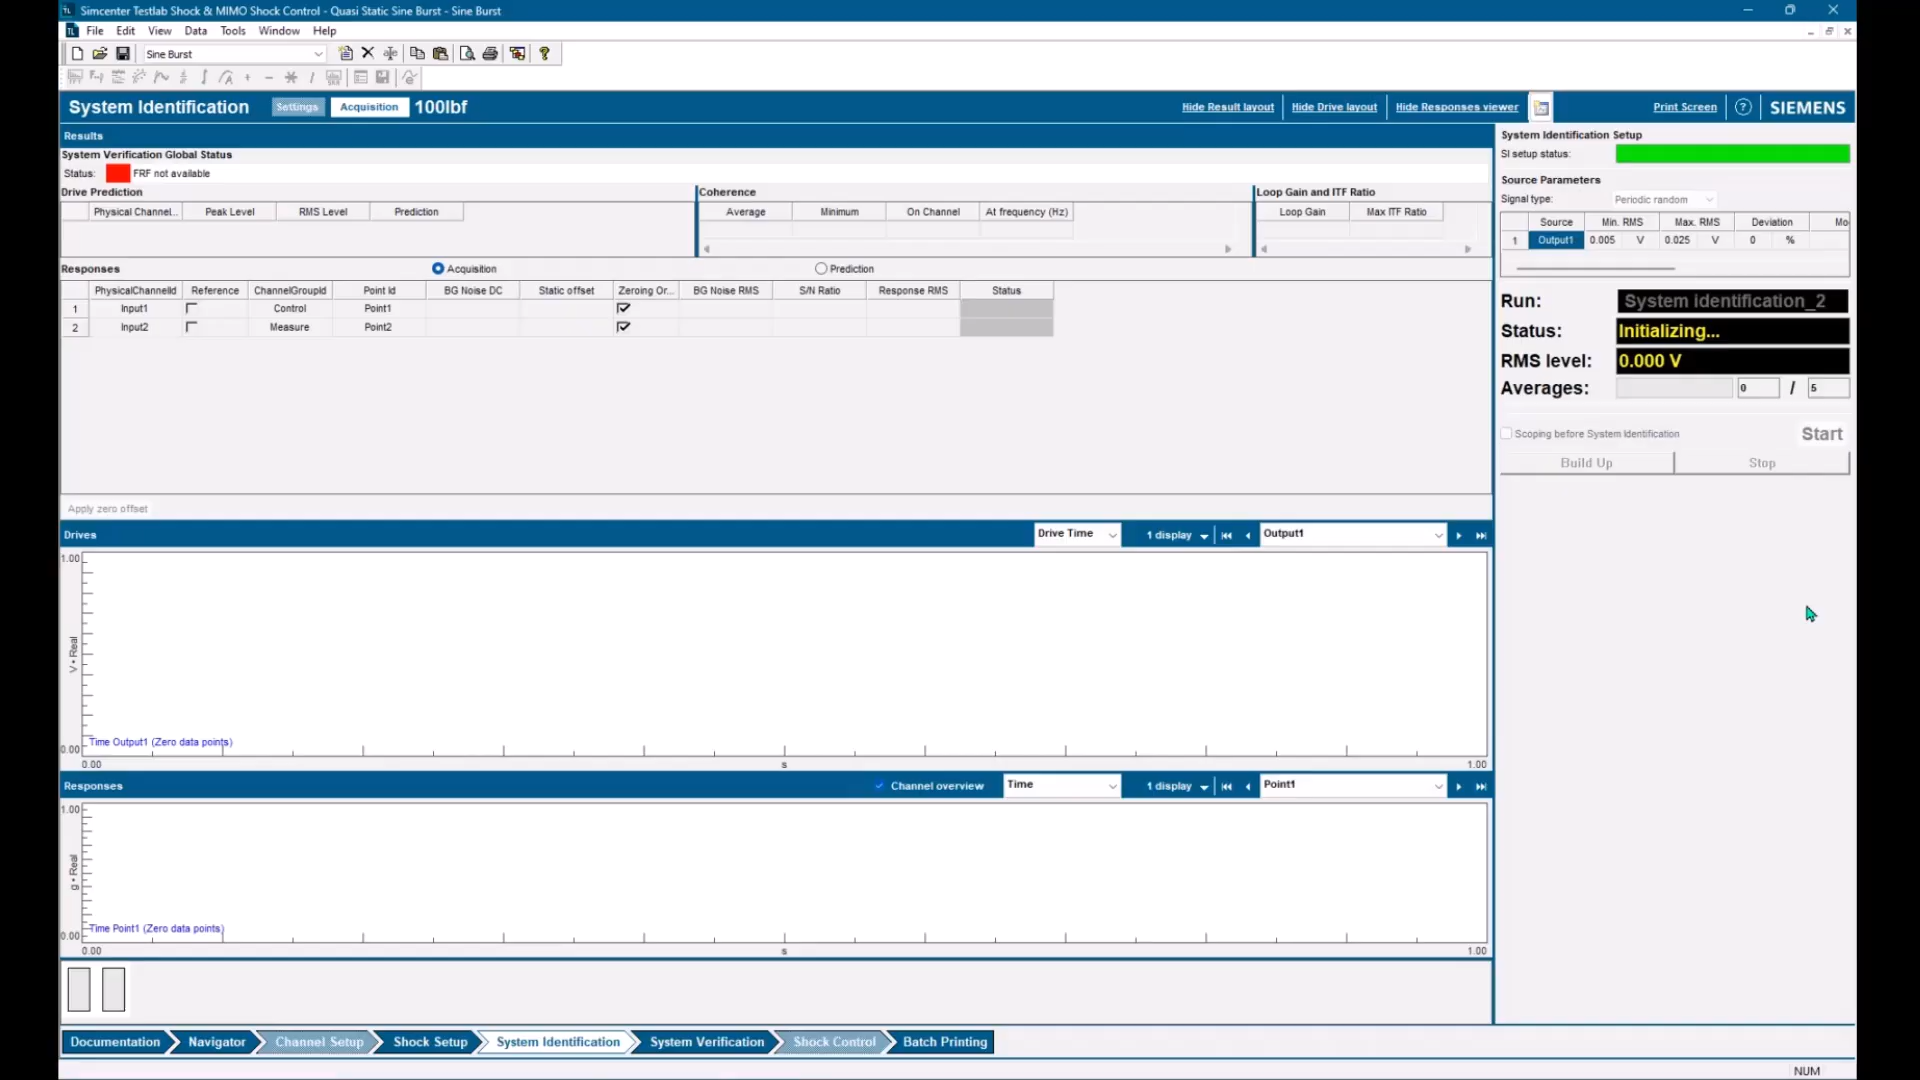 Simcenter Testlab Shock & MIMO Shock Control - Quasi Static Sine Burst - Sine Burst
File Edit View Data Tools Window Help
Sine Burst
System Identification Settings Acquisition 100lbf Hide Result layout Hide Drive layout Hide Responses viewer Print Screen SIEMENS
Results
System Verification Global Status
Status: FRF not available
Drive Prediction Coherence Loop Gain and ITF Ratio
Physical Channel... Peak Level RMS Level Prediction Average Minimum On Channel At frequency (Hz) Loop Gain Max ITF Ratio
Responses Acquisition Prediction
PhysicalChannelId Reference ChannelGroupId Point Id BG Noise DC Static offset Zeroing Or... BG Noise RMS S/N Ratio Response RMS Status
1 Input1 Control Point1
2 Input2 Measure Point2
Apply zero offset
Drives Drive Time 1 display Output1
1.00
V • Real
Time Output1 (Zero data points)
0.00
0.00 s 1.00
Responses Channel overview Time 1 display Point1
1.00
g • Real
Time Point1 (Zero data points)
0.00
0.00 s 1.00
System Identification Setup
SI setup status:
Source Parameters
Signal type: Periodic random
Source Min. RMS Max. RMS Deviation Mo
1 Output1 0.005 V 0.025 V 0 %
Run: System identification_2
Status: Initializing...
RMS level: 0.000 V
Averages: 0 / 5
Scoping before System Identification Start
Build Up Stop
Documentation Navigator Channel Setup Shock Setup System Identification System Verification Shock Control Batch Printing
NUM